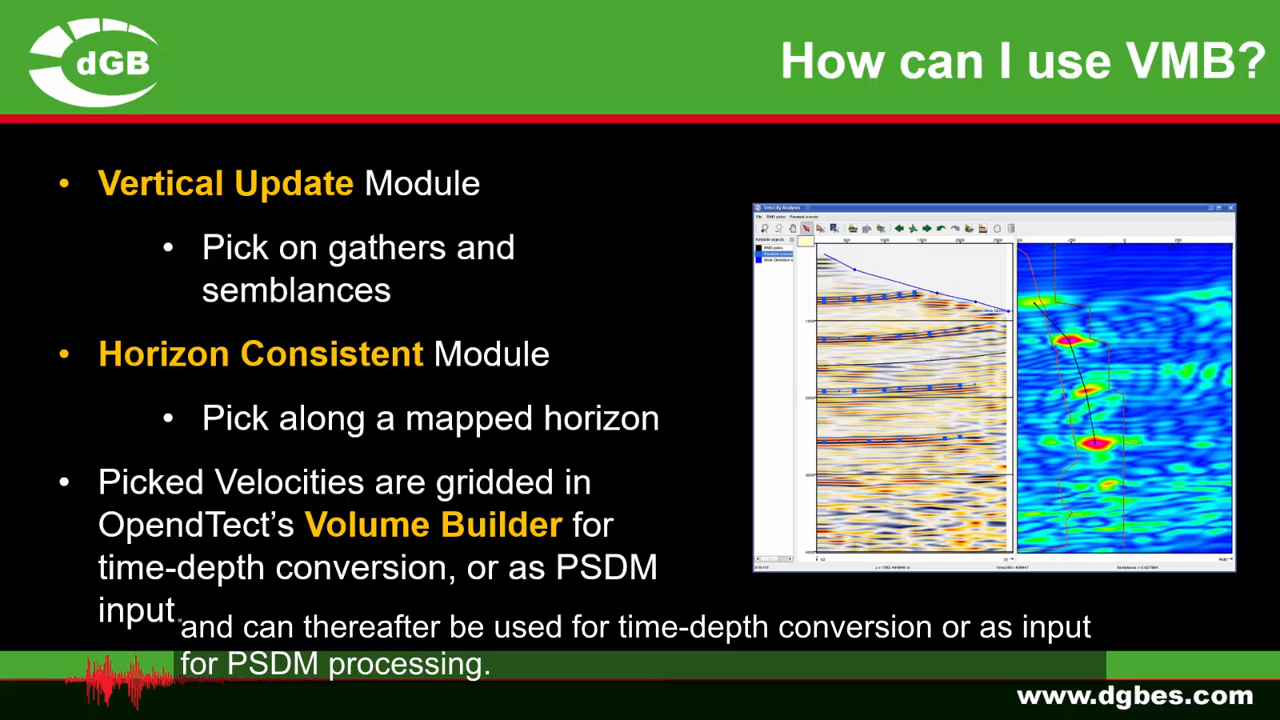 dGB
How can I use VMB?
• Vertical Update Module
• Pick on gathers and
semblances
• Horizon Consistent Module
• Pick along a mapped horizon
• Picked Velocities are gridded in
OpendTect's Volume Builder for
time-depth conversion, or as PSDM
input.
Velocity Analysis
and can thereafter be used for time-depth conversion or as input
for PSDM processing.
www.dgbes.com